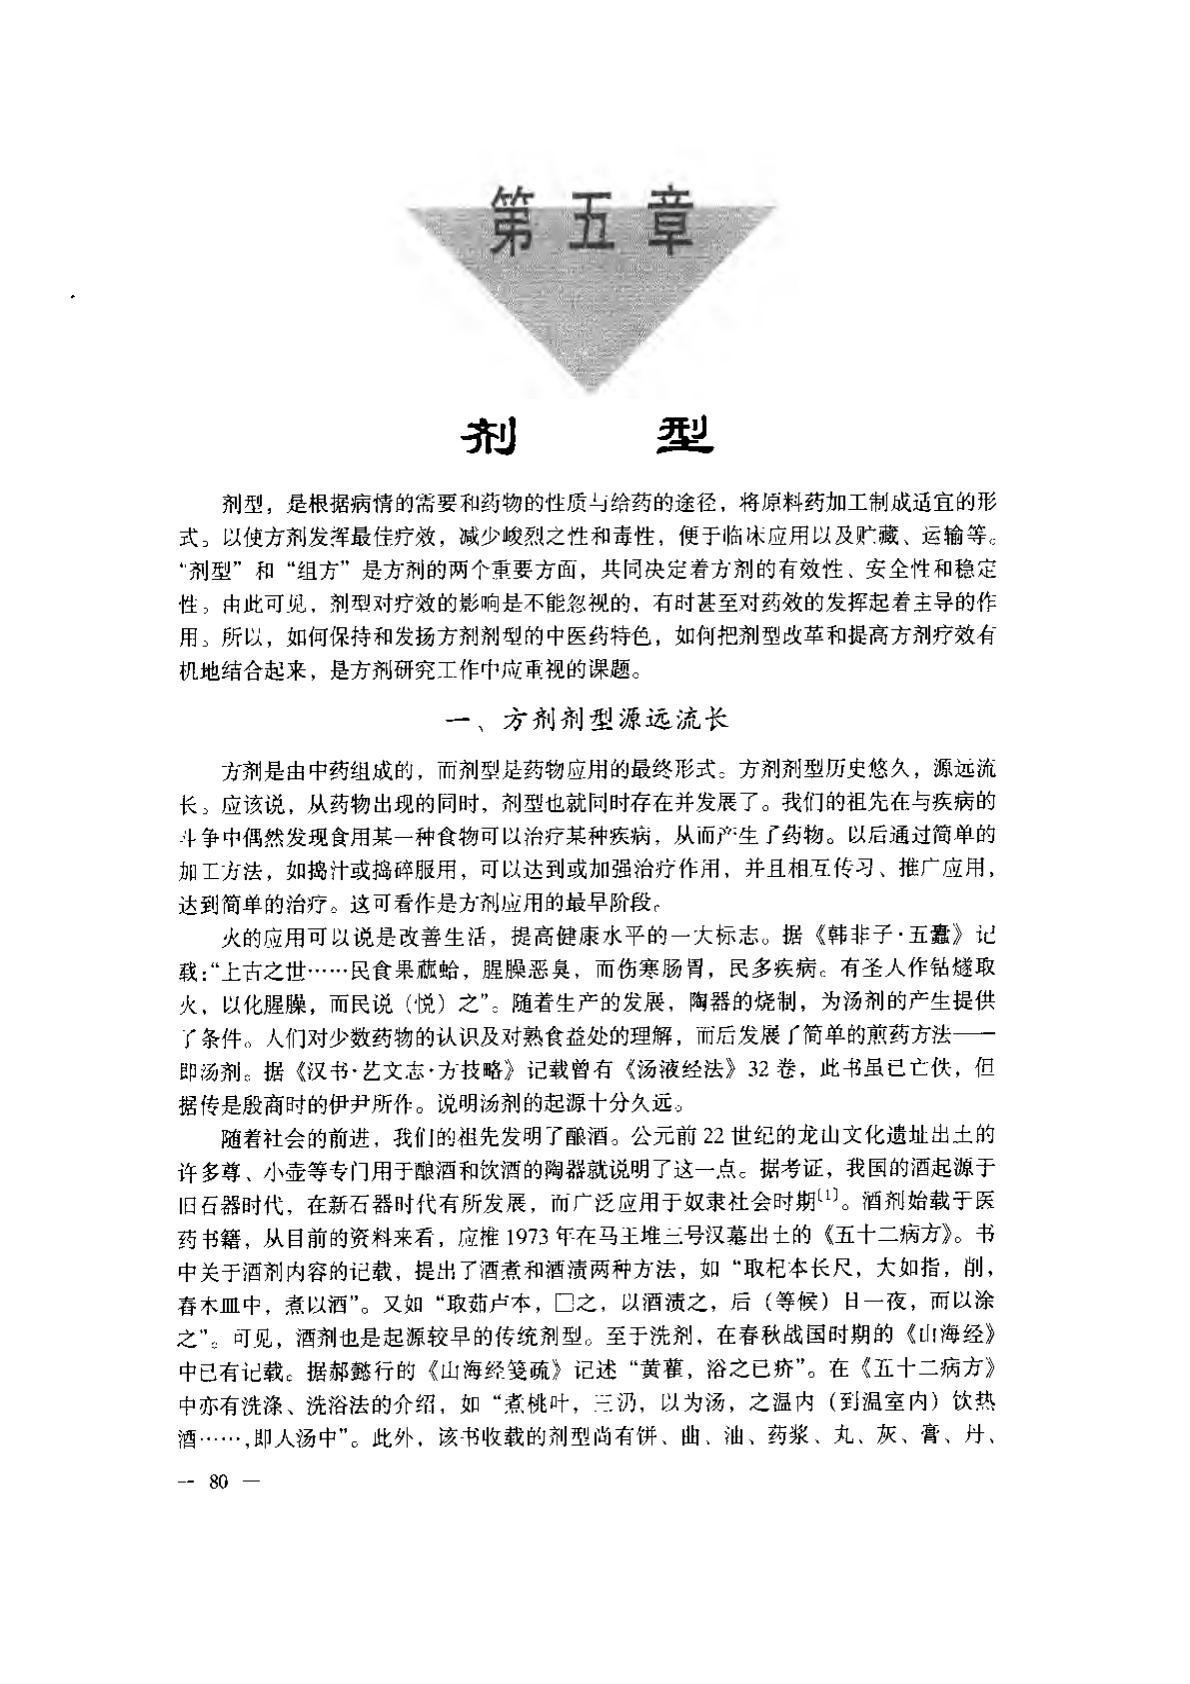 第五章
剂 型
剂型，是根据病情的需要和药物的性质与给药的途径，将原料药加工制成适宜的形
式。以使方剂发挥最佳疗效，减少峻烈之性和毒性，便于临床应用以及贮藏、运输等。
“剂型”和“组方”是方剂的两个重要方面，共同决定着方剂的有效性、安全性和稳定
性。由此可见，剂型对疗效的影响是不能忽视的，有时甚至对药效的发挥起着主导的作
用。所以，如何保持和发扬方剂剂型的中医药特色，如何把剂型改革和提高方剂疗效有
机地结合起来，是方剂研究工作中应重视的课题。
一、方剂剂型源远流长
方剂是由中药组成的，而剂型是药物应用的最终形式。方剂剂型历史悠久，源远流
长。应该说，从药物出现的同时，剂型也就同时存在并发展了。我们的祖先在与疾病的
斗争中偶然发现食用某一种食物可以治疗某种疾病，从而产生了药物。以后通过简单的
加工方法，如捣汁或捣碎服用，可以达到或加强治疗作用，并且相互传习、推广应用，
达到简单的治疗。这可看作是方剂应用的最早阶段。
火的应用可以说是改善生活，提高健康水平的一大标志。据《韩非子·五蠹》记
载：“上古之世……民食果蓏蛤，腥臊恶臭，而伤寒肠胃，民多疾病。有圣人作钻燧取
火，以化腥臊，而民说（悦）之”。随着生产的发展，陶器的烧制，为汤剂的产生提供
了条件。人们对少数药物的认识及对熟食益处的理解，而后发展了简单的煎药方法——
即汤剂。据《汉书·艺文志·方技略》记载曾有《汤液经法》32 卷，此书虽已亡佚，但
据传是殷商时的伊尹所作。说明汤剂的起源十分久远。
随着社会的前进，我们的祖先发明了酿酒。公元前 22 世纪的龙山文化遗址出土的
许多尊、小壶等专门用于酿酒和饮酒的陶器就说明了这一点。据考证，我国的酒起源于
旧石器时代，在新石器时代有所发展，而广泛应用于奴隶社会时期[1]。酒剂始载于医
药书籍，从目前的资料来看，应推 1973 年在马王堆三号汉墓出土的《五十二病方》。书
中关于酒剂内容的记载，提出了酒煮和酒渍两种方法，如“取杞本长尺，大如指，削，
舂木皿中，煮以酒”。又如“取茹卢本，□之，以酒渍之，后（等候）日一夜，而以涂
之”。可见，酒剂也是起源较早的传统剂型。至于洗剂，在春秋战国时期的《山海经》
中已有记载。据郝懿行的《山海经笺疏》记述“黄雚，浴之已疥”。在《五十二病方》
中亦有洗涤、洗浴法的介绍，如“煮桃叶，三沥，以为汤，之温内（到温室内）饮热
酒……，即入汤中”。此外，该书收载的剂型尚有饼、曲、油、药浆、丸、灰、膏、丹、
— 80 —